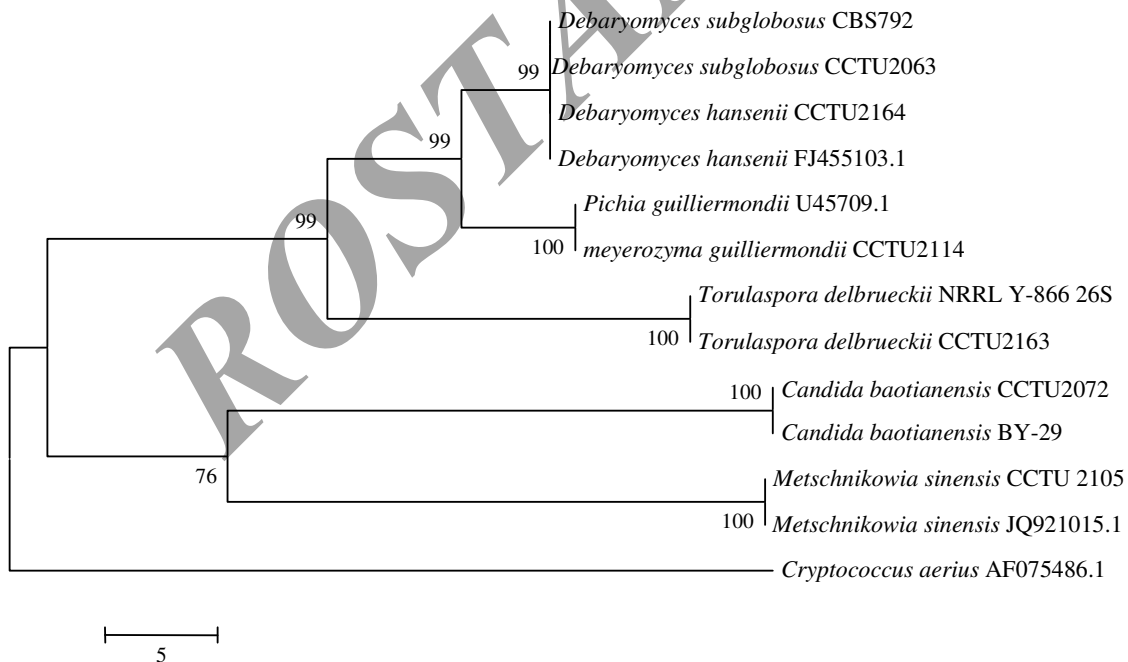 Debaryomyces subglobosus CBS792
99 Debaryomyces subglobosus CCTU2063
Debaryomyces hansenii CCTU2164
99
Debaryomyces hansenii FJ455103.1
Pichia guilliermondii U45709.1
99
100 meyerozyma guilliermondii CCTU2114
Torulaspora delbrueckii NRRL Y-866 26S
100 Torulaspora delbrueckii CCTU2163
100 Candida baotianensis CCTU2072
Candida baotianensis BY-29
76
Metschnikowia sinensis CCTU 2105
100 Metschnikowia sinensis JQ921015.1
Cryptococcus aerius AF075486.1
5